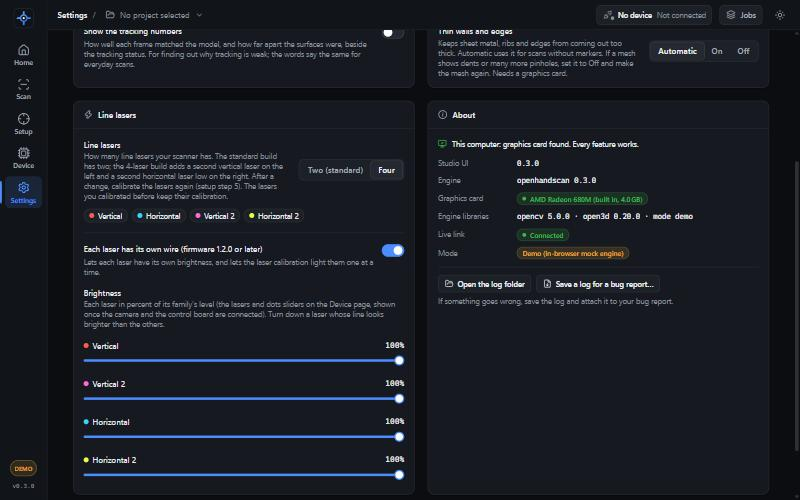 Settings / No project selected
No device Not connected
Jobs
Home
Scan
Setup
Device
Settings
DEMO
v0.3.0
Show the tracking numbers
How well each frame matched the model, and how far apart the surfaces were, beside
the tracking status. For finding out why tracking is weak; the words say the same for
everyday scans.
Thin walls and edges
Keeps sheet metal, ribs and edges from coming out
thick. Automatic uses it for scans without markers. If a
mesh shows dents or many more pinholes, set it to Off and make
the mesh again. Needs a graphics card.
Automatic On Off
Line lasers
Line lasers
How many line lasers your scanner has. The standard build
has two; the 4-laser build adds a second vertical laser on the
left and a second horizontal laser low on the right. After a
change, calibrate the lasers again (setup step 5). The lasers
you calibrated before keep their calibration.
Two (standard) Four
Vertical Horizontal Vertical 2 Horizontal 2
Each laser has its own wire (firmware 1.2.0 or later)
Lets each laser have its own brightness, and lets the laser calibration light them one at a
time.
Brightness
Each laser in percent of its family's level (the lasers and dots sliders on the Device page, shown
once the camera and the control board are connected). Turn down a laser whose line looks
brighter than the others.
Vertical 100%
Vertical 2 100%
Horizontal 100%
Horizontal 2 100%
About
This computer: graphics card found. Every feature works.
Studio UI 0.3.0
Engine openhandscan 0.3.0
Graphics card AMD Radeon 680M (built in, 4.0 GB)
Engine libraries opencv 5.0.0 · open3d 0.20.0 · mode demo
Live link Connected
Mode Demo (in-browser mock engine)
Open the log folder Save a log for a bug report...
If something goes wrong, save the log and attach it to your bug report.